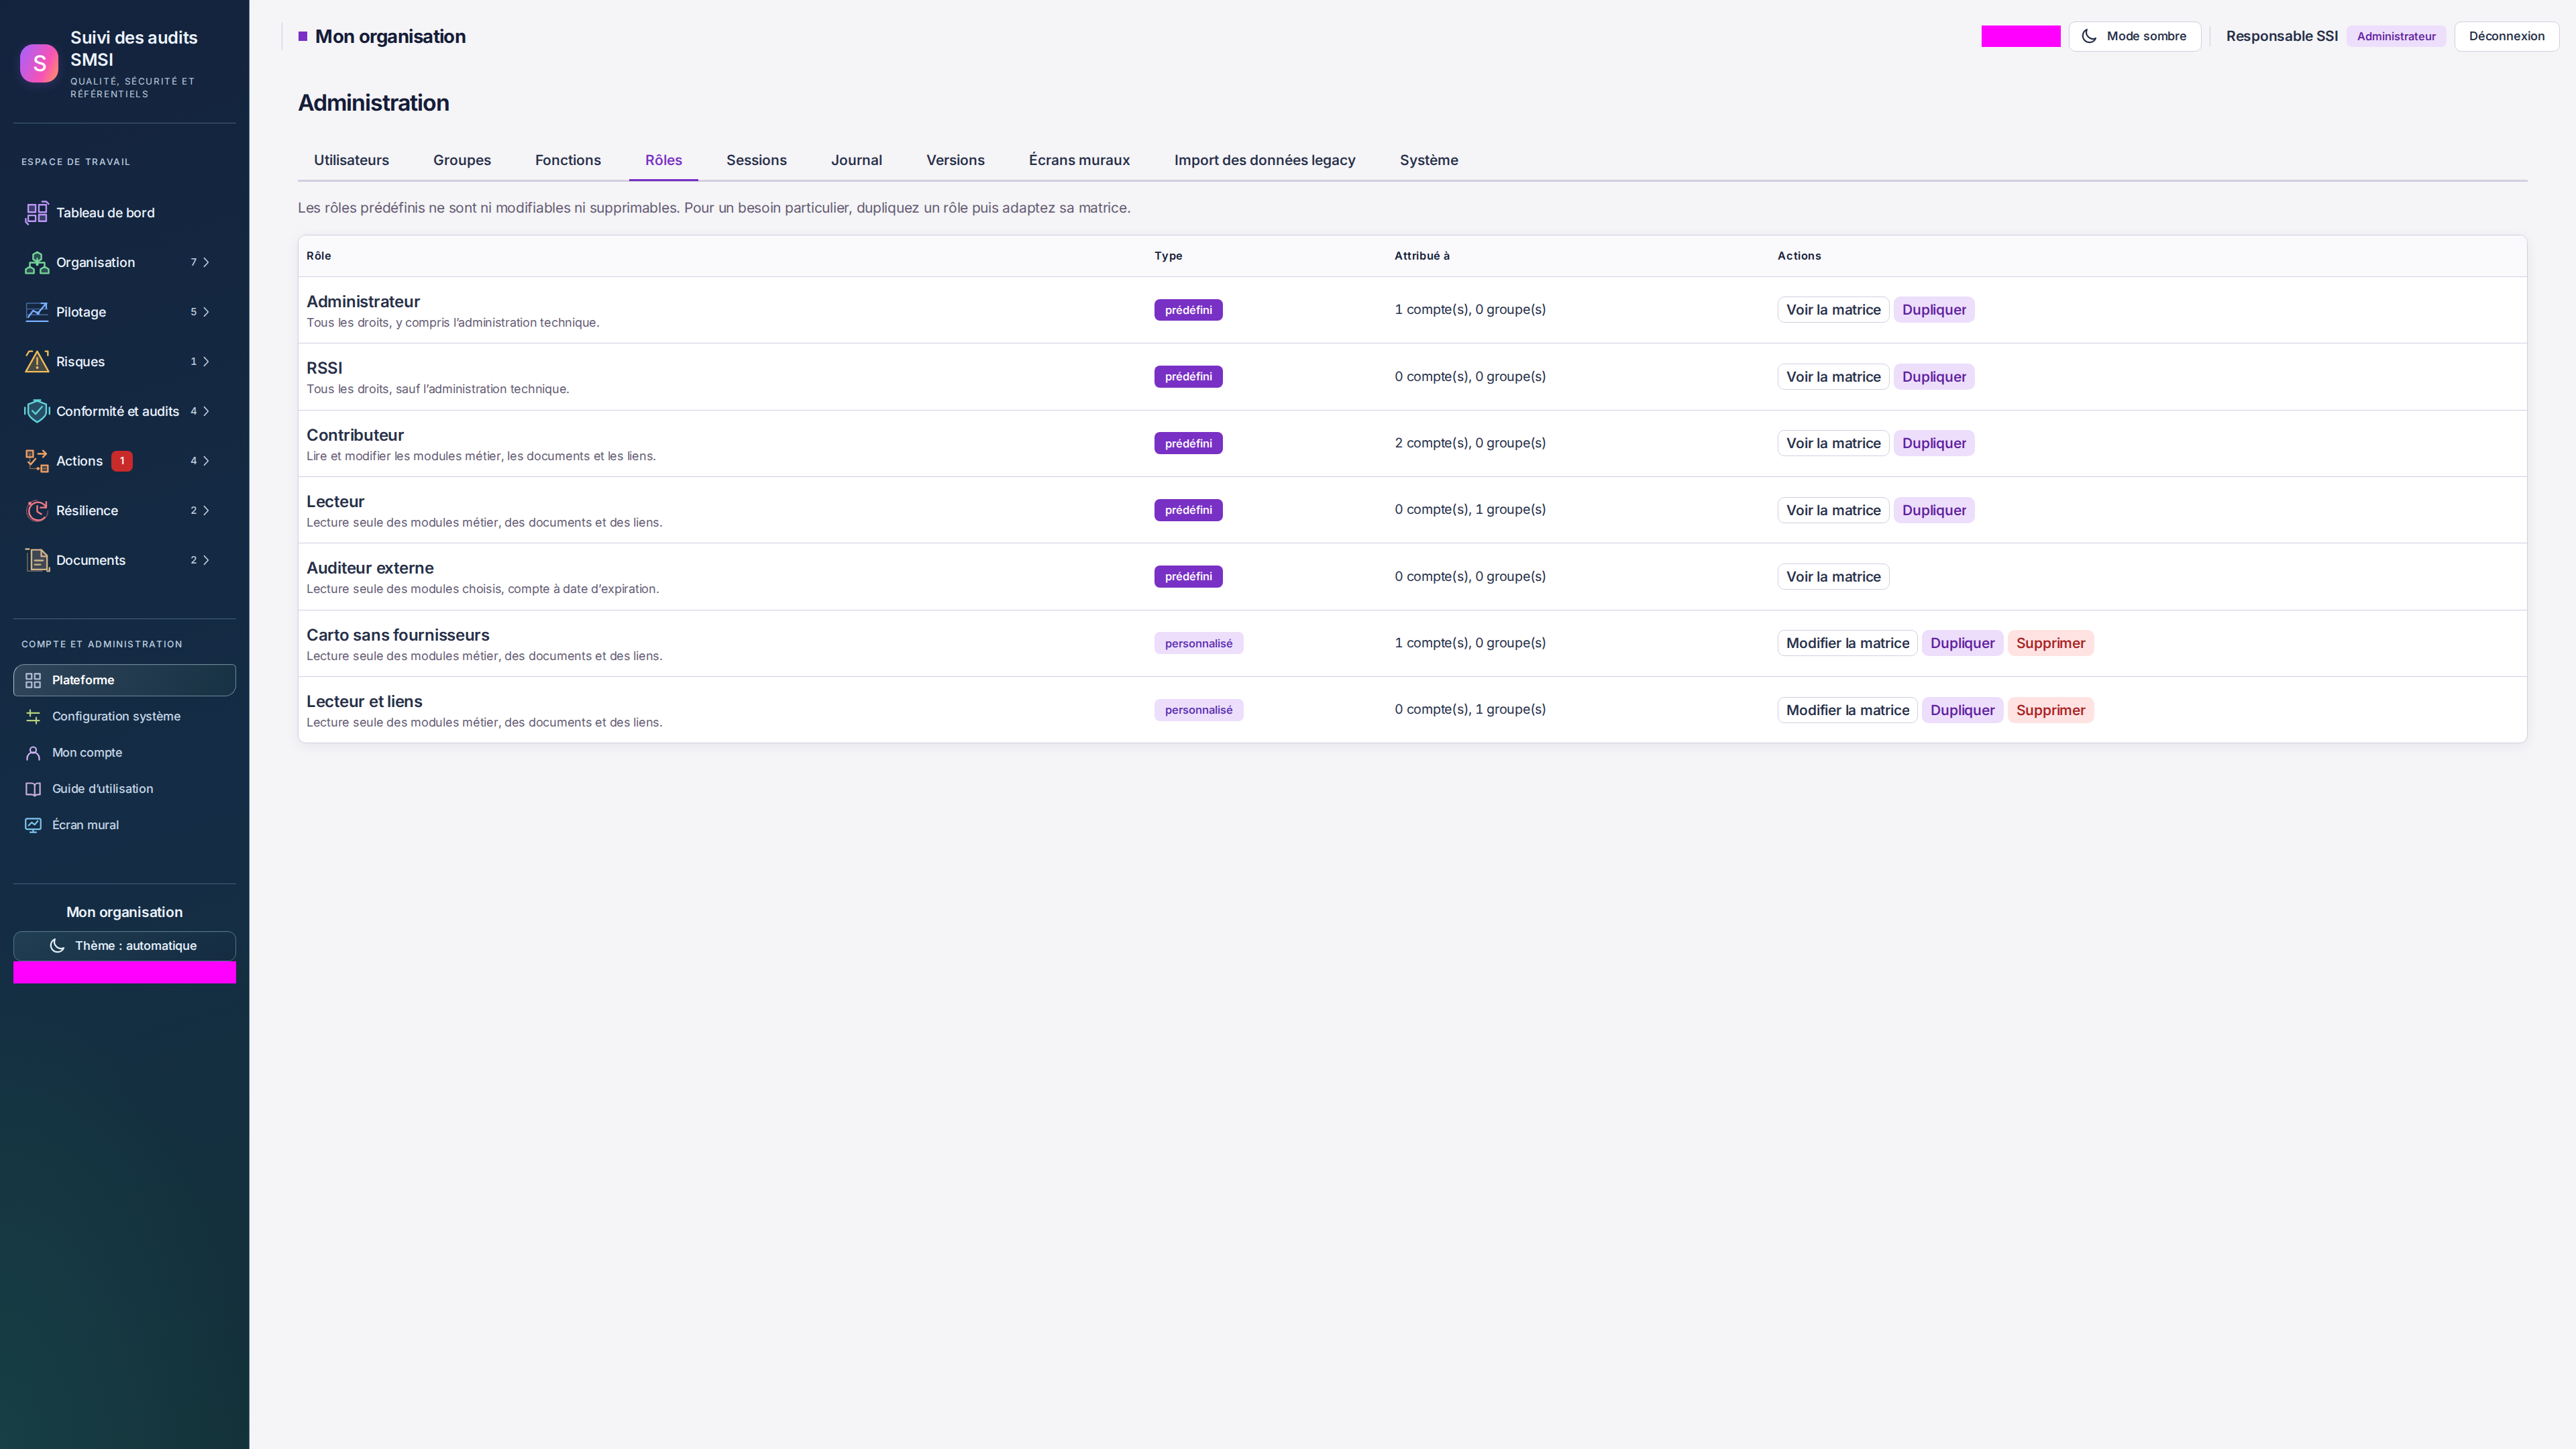 S
Suivi des audits
SMSI
QUALITÉ, SÉCURITÉ ET
RÉFÉRENTIELS
ESPACE DE TRAVAIL
Tableau de bord
Organisation 7
Pilotage 5
Risques 1
Conformité et audits 4
Actions 1 4
Résilience 2
Documents 2
COMPTE ET ADMINISTRATION
Plateforme
Configuration système
Mon compte
Guide d'utilisation
Écran mural
Mon organisation
Thème : automatique
Mon organisation
Mode sombre
Responsable SSI
Administrateur
Déconnexion
Administration
Utilisateurs Groupes Fonctions Rôles Sessions Journal Versions Écrans muraux Import des données legacy Système
Les rôles prédéfinis ne sont ni modifiables ni supprimables. Pour un besoin particulier, dupliquez un rôle puis adaptez sa matrice.
Rôle Type Attribué à Actions
Administrateur
Tous les droits, y compris l'administration technique.
prédéfini 1 compte(s), 0 groupe(s) Voir la matrice Dupliquer
RSSI
Tous les droits, sauf l'administration technique.
prédéfini 0 compte(s), 0 groupe(s) Voir la matrice Dupliquer
Contributeur
Lire et modifier les modules métier, les documents et les liens.
prédéfini 2 compte(s), 0 groupe(s) Voir la matrice Dupliquer
Lecteur
Lecture seule des modules métier, des documents et des liens.
prédéfini 0 compte(s), 1 groupe(s) Voir la matrice Dupliquer
Auditeur externe
Lecture seule des modules choisis, compte à date d'expiration.
prédéfini 0 compte(s), 0 groupe(s) Voir la matrice
Carto sans fournisseurs
Lecture seule des modules métier, des documents et des liens.
personnalisé 1 compte(s), 0 groupe(s) Modifier la matrice Dupliquer Supprimer
Lecteur et liens
Lecture seule des modules métier, des documents et des liens.
personnalisé 0 compte(s), 1 groupe(s) Modifier la matrice Dupliquer Supprimer